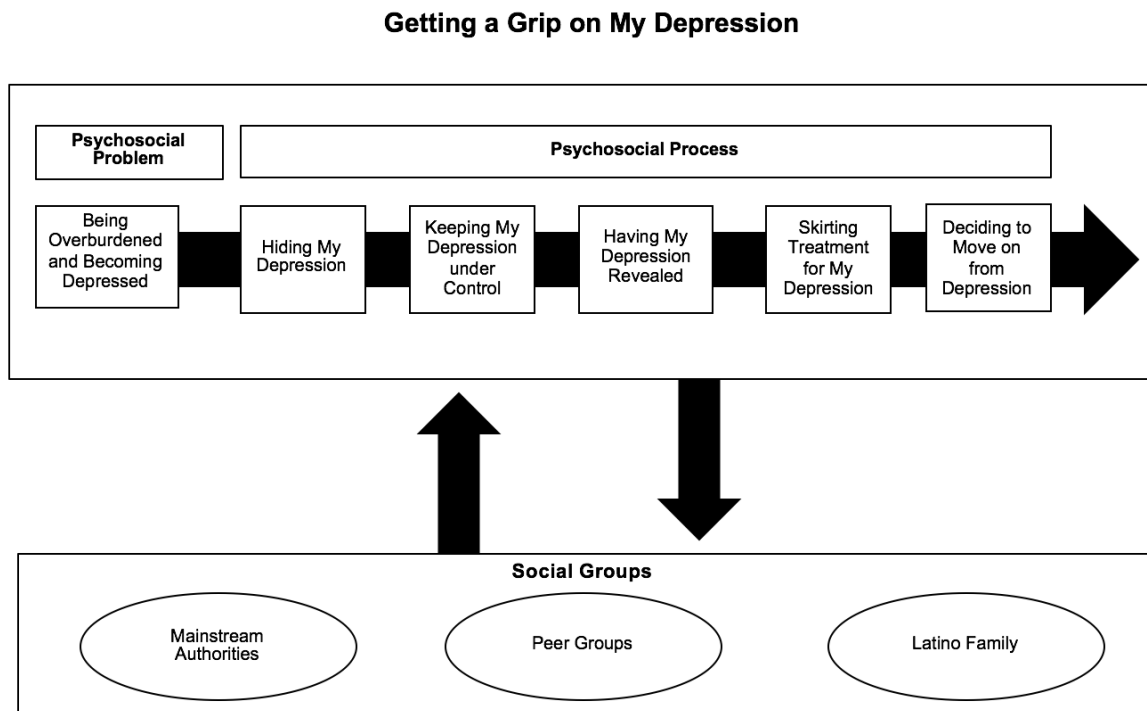 Getting a Grip on My Depression
Psychosocial
Problem
Psychosocial Process
Being
Overburdened
and Becoming
Depressed
Hiding My
Depression
Keeping My
Depression
under
Control
Having My
Depression
Revealed
Skirting
Treatment
for My
Depression
Deciding to
Move on
from
Depression
Social Groups
Mainstream
Authorities
Peer Groups
Latino Family